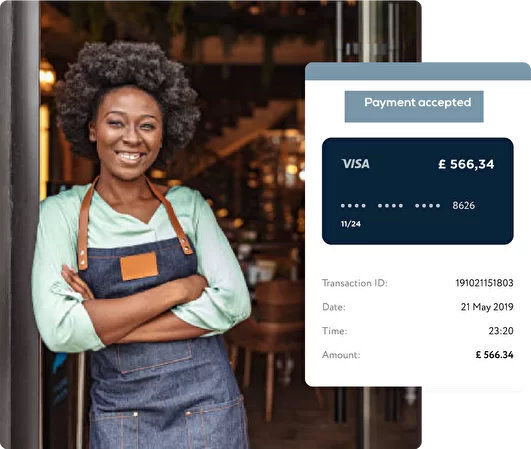 Payment accepted
VISA £ 566,34
•••• •••• •••• 8626
11/24
Transaction ID: 191021151803
Date: 21 May 2019
Time: 23:20
Amount: £ 566.34